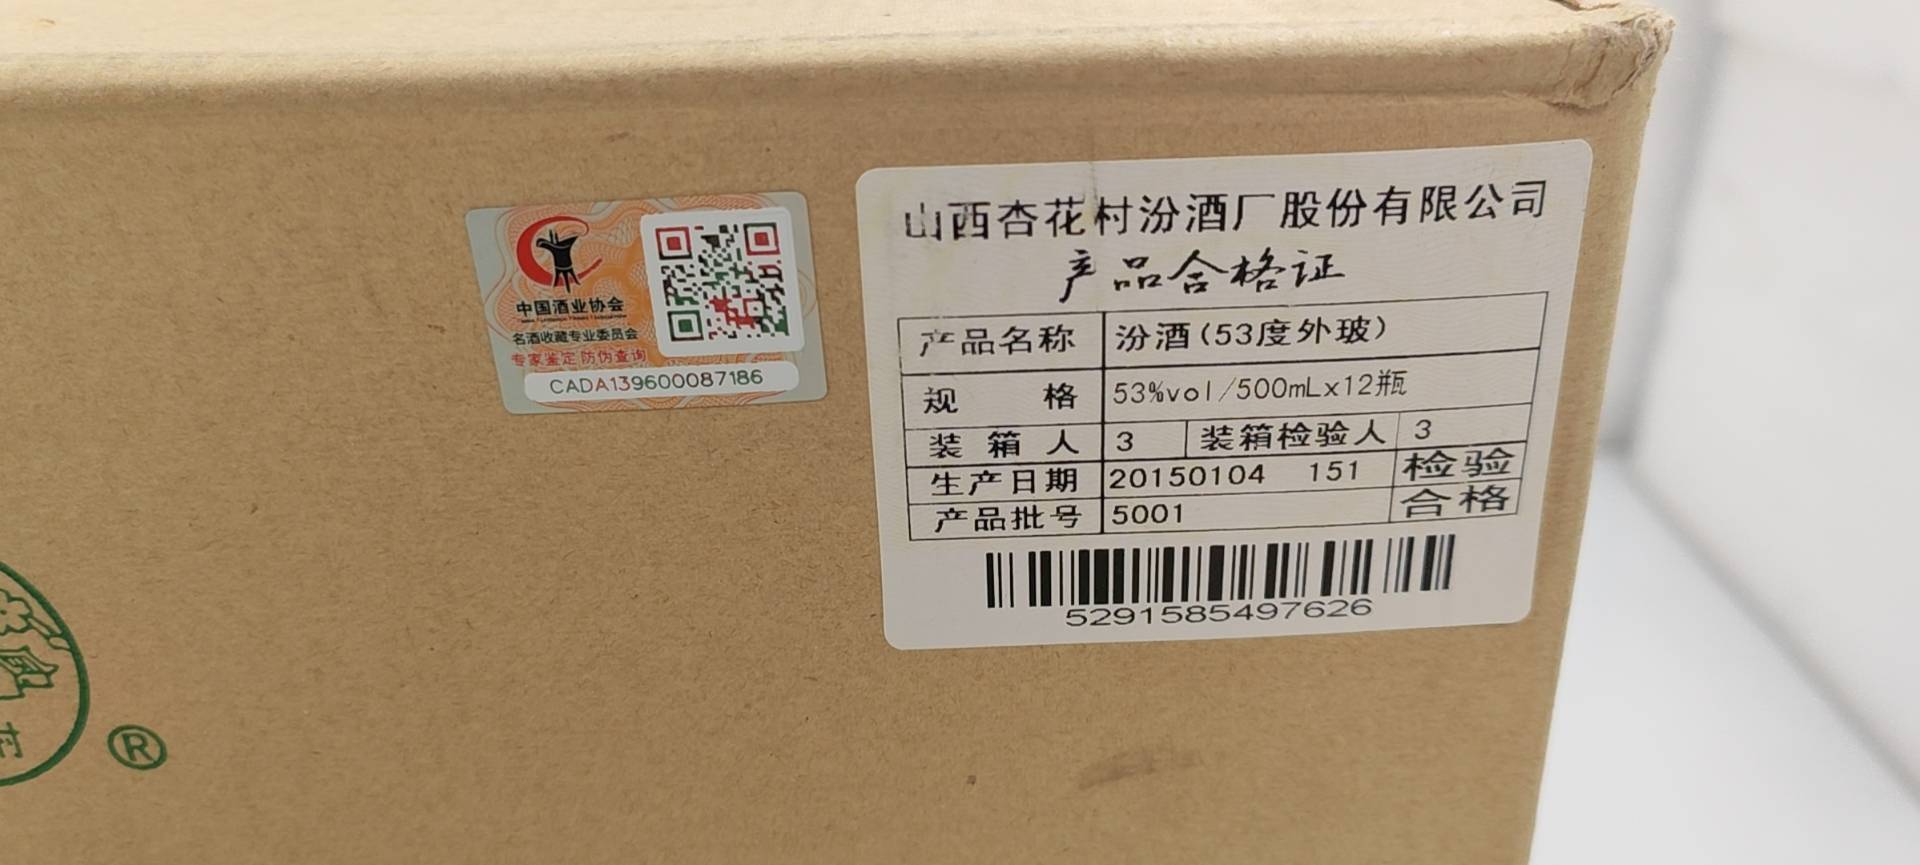 中国酒业协会
名酒收藏专业委员会
专家鉴定 防伪查询
CADA139600087186
山西杏花村汾酒厂股份有限公司
产品合格证
产品名称 汾酒(53度外玻)
规 格 53%vol/500mLx12瓶
装箱人 3 装箱检验人 3
生产日期 20150104 151 检验
产品批号 5001 合格
5291585497626
®